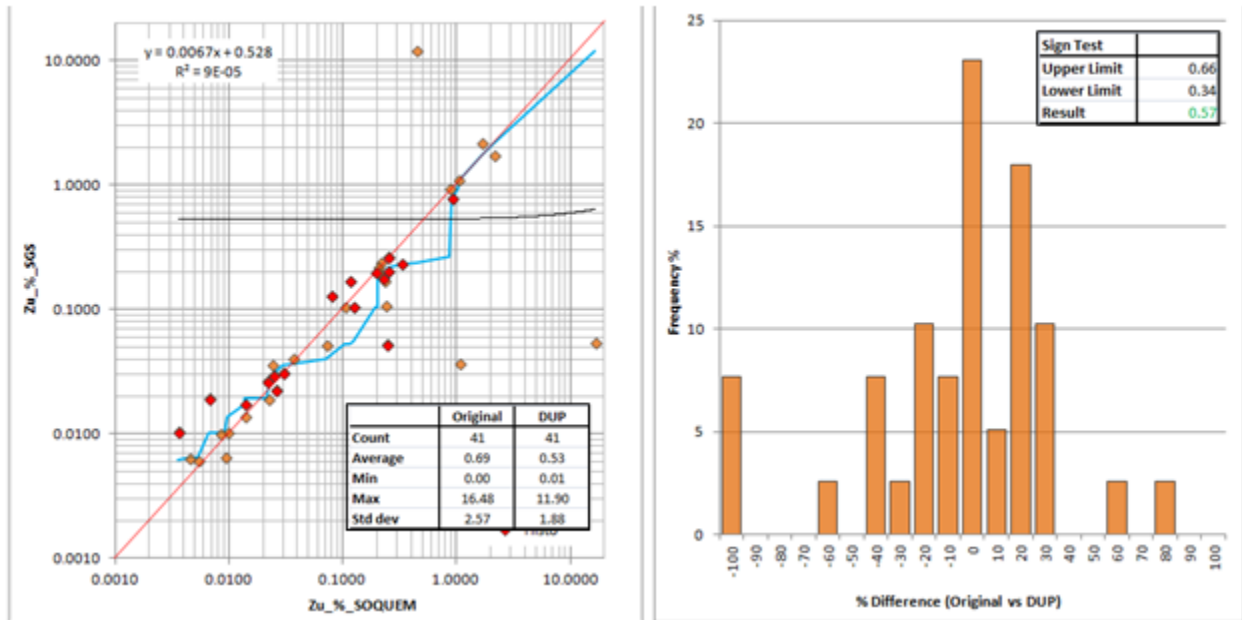 y = 0.0067x + 0.528
R² = 9E-05
10.0000
1.0000
0.1000
0.0100
0.0010
Zu_%_SGS
Original DUP
Count 41 41
Average 0.69 0.53
Min 0.00 0.01
Max 16.48 11.90
Std dev 2.57 1.88
0.0010 0.0100 0.1000 1.0000 10.0000
Zu_%_SOQUEM
25
20
15
10
5
0
Frequency %
Sign Test
Upper Limit 0.66
Lower Limit 0.34
Result 0.57
-100 -90 -80 -70 -60 -50 -40 -30 -20 -10 0 10 20 30 40 50 60 70 80 90 100
% Difference (Original vs DUP)